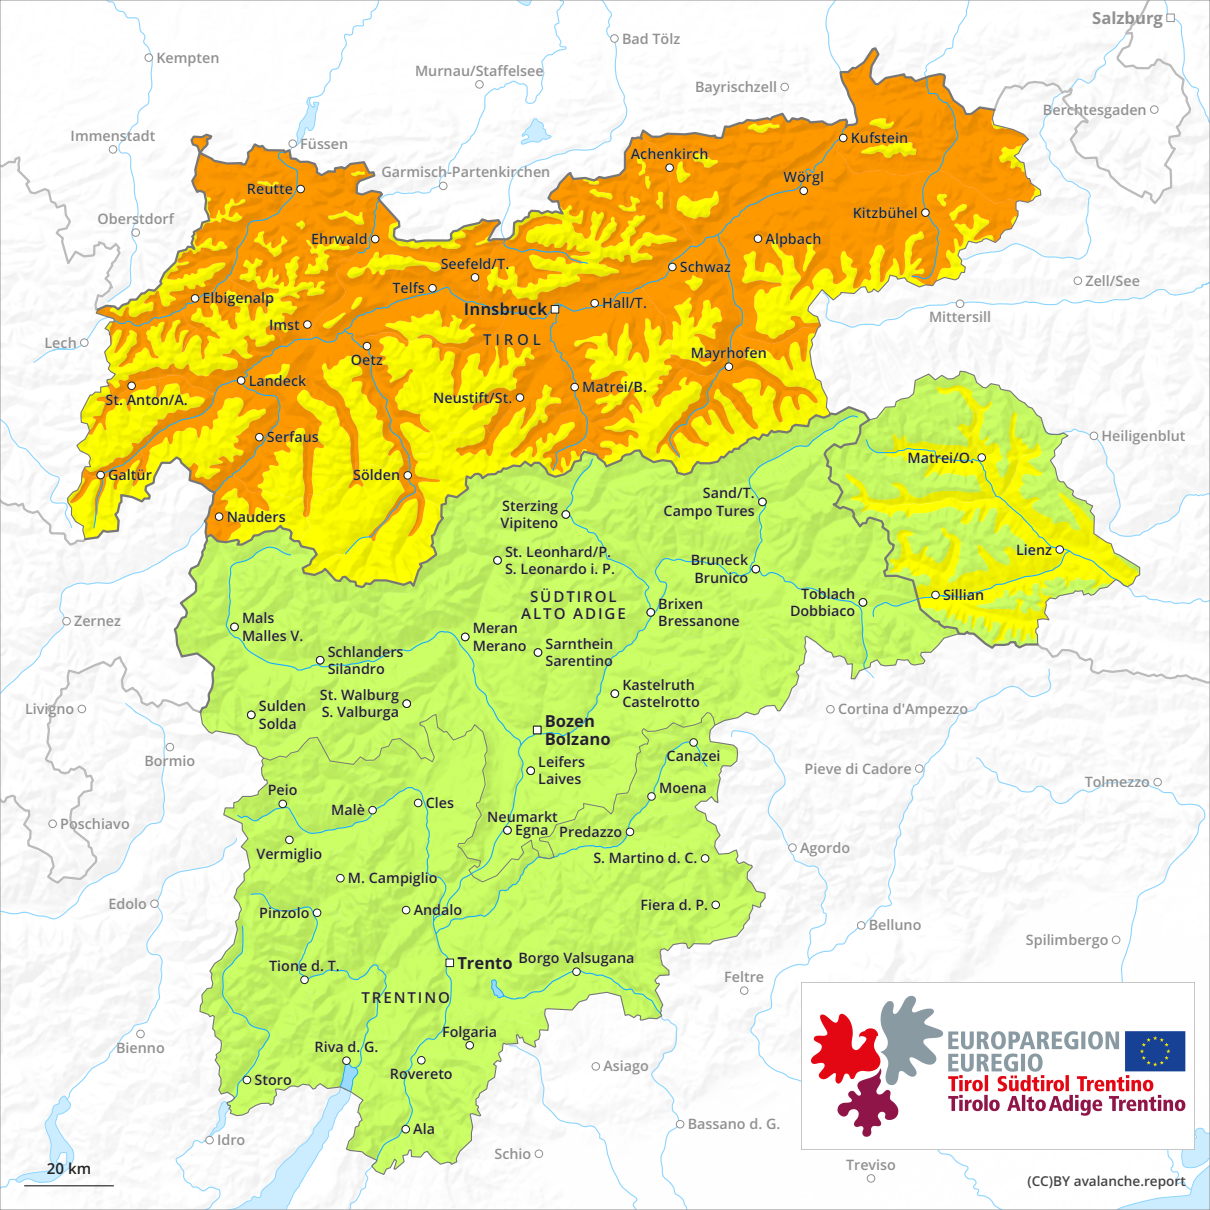 Salzburg
Bad Tölz
Kempten
Murnau/Staffelsee
Bayrischzell
Berchtesgaden
Immenstadt
Füssen
Kufstein
Achenkirch
Garmisch-Partenkirchen
Wörgl
Reutte
Kitzbühel
Oberstdorf
Ehrwald
Alpbach
Seefeld/T.
Schwaz
Zell/See
Telfs
Elbigenalp
Innsbruck
Hall/T.
Mittersill
Imst
TIROL
Lech
Oetz
Mayrhofen
Landeck
Matrei/B.
St. Anton/A.
Neustift/St.
Serfaus
Heiligenblut
Matrei/O.
Galtür
Sölden
Sand/T.
Campo Tures
Sterzing
Vipiteno
Nauders
St. Leonhard/P.
S. Leonardo i. P.
Lienz
Bruneck
Brunico
SÜDTIROL
ALTO ADIGE
Toblach
Dobbiaco
Sillian
Brixen
Bressanone
Zernez
Mals
Malles V.
Meran
Merano
Sarnthein
Sarentino
Schlanders
Silandro
Kastelruth
Castelrotto
St. Walburg
S. Valburga
Livigno
Sulden
Solda
Cortina d'Ampezzo
Bozen
Bolzano
Bormio
Canazei
Leifers
Laives
Pieve di Cadore
Tolmezzo
Peio
Moena
Malè
Cles
Neumarkt
Egna
Predazzo
Poschiavo
Vermiglio
Agordo
S. Martino d. C.
M. Campiglio
Edolo
Pinzolo
Andalo
Fiera d. P.
Belluno
Spilimbergo
Trento
Borgo Valsugana
Tione d. T.
Feltre
TRENTINO
Bienno
Folgaria
Riva d. G.
Rovereto
Asiago
Storo
EUROPAREGION
EUREGIO
Tirol Südtirol Trentino
Tirolo Alto Adige Trentino
Ala
Bassano d. G.
Idro
Schio
20 km
Treviso
(CC)BY avalanche.report